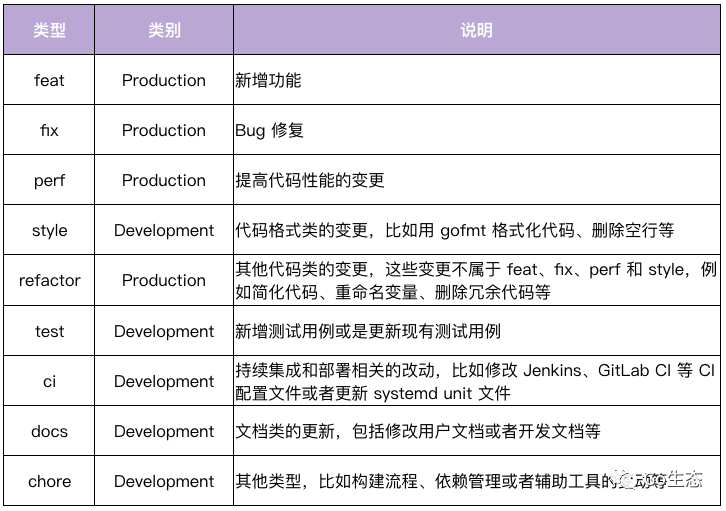 类型 类别 说明
feat Production 新增功能
fix Production Bug 修复
perf Production 提高代码性能的变更
style Development 代码格式类的变更，比如用 gofmt 格式化代码、删除空行等
refactor Production 其他代码类的变更，这些变更不属于 feat、fix、perf 和 style，例
如简化代码、重命名变量、删除冗余代码等
test Development 新增测试用例或是更新现有测试用例
ci Development 持续集成和部署相关的改动，比如修改 Jenkins、GitLab CI 等 CI
配置文件或者更新 systemd unit 文件
docs Development 文档类的更新，包括修改用户文档或者开发文档等
chore Development 其他类型，比如构建流程、依赖管理或者辅助工具的变动等
生态